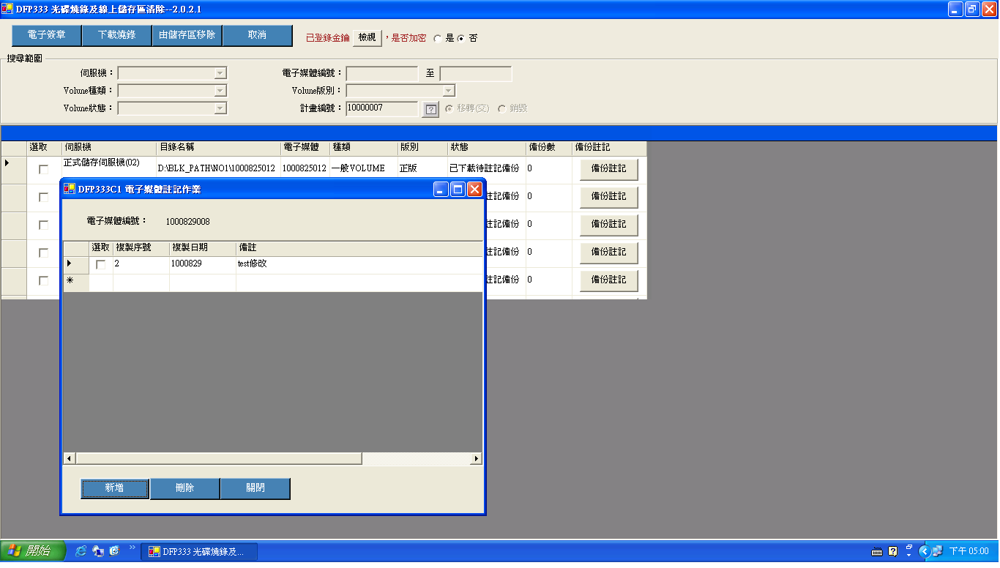 DFP333 光碟燒錄及線上儲存區清除--2.0.2.1
電子簽章 下載燒錄 由儲存區移除 取消 已登錄金鑰 檢視 ，是否加密 是 否
搜尋範圍
伺服機： 電子媒體編號： 至
Volune種類： Volune版別：
Volune狀態： 計畫編號： 10000007 ? 移轉(交) 銷毀
選取 伺服機 目錄名稱 電子媒體 種類 版別 狀態 備份數 備份註記
正式儲存伺服機(02) D:\BLK_PATH\NO1\1000825012 1000825012 一般VOLUME 正版 已下載待註記備份 0 備份註記
註記備份 0 備份註記
註記備份 0 備份註記
註記備份 0 備份註記
註記備份 0 備份註記
DFP333C1 電子媒體註記作業
電子媒體編號： 1000829008
選取 複製序號 複製日期 備註
2 1000829 test修改
新增 刪除 關閉
開始 DFP333 光碟燒錄及... 下午 05:00